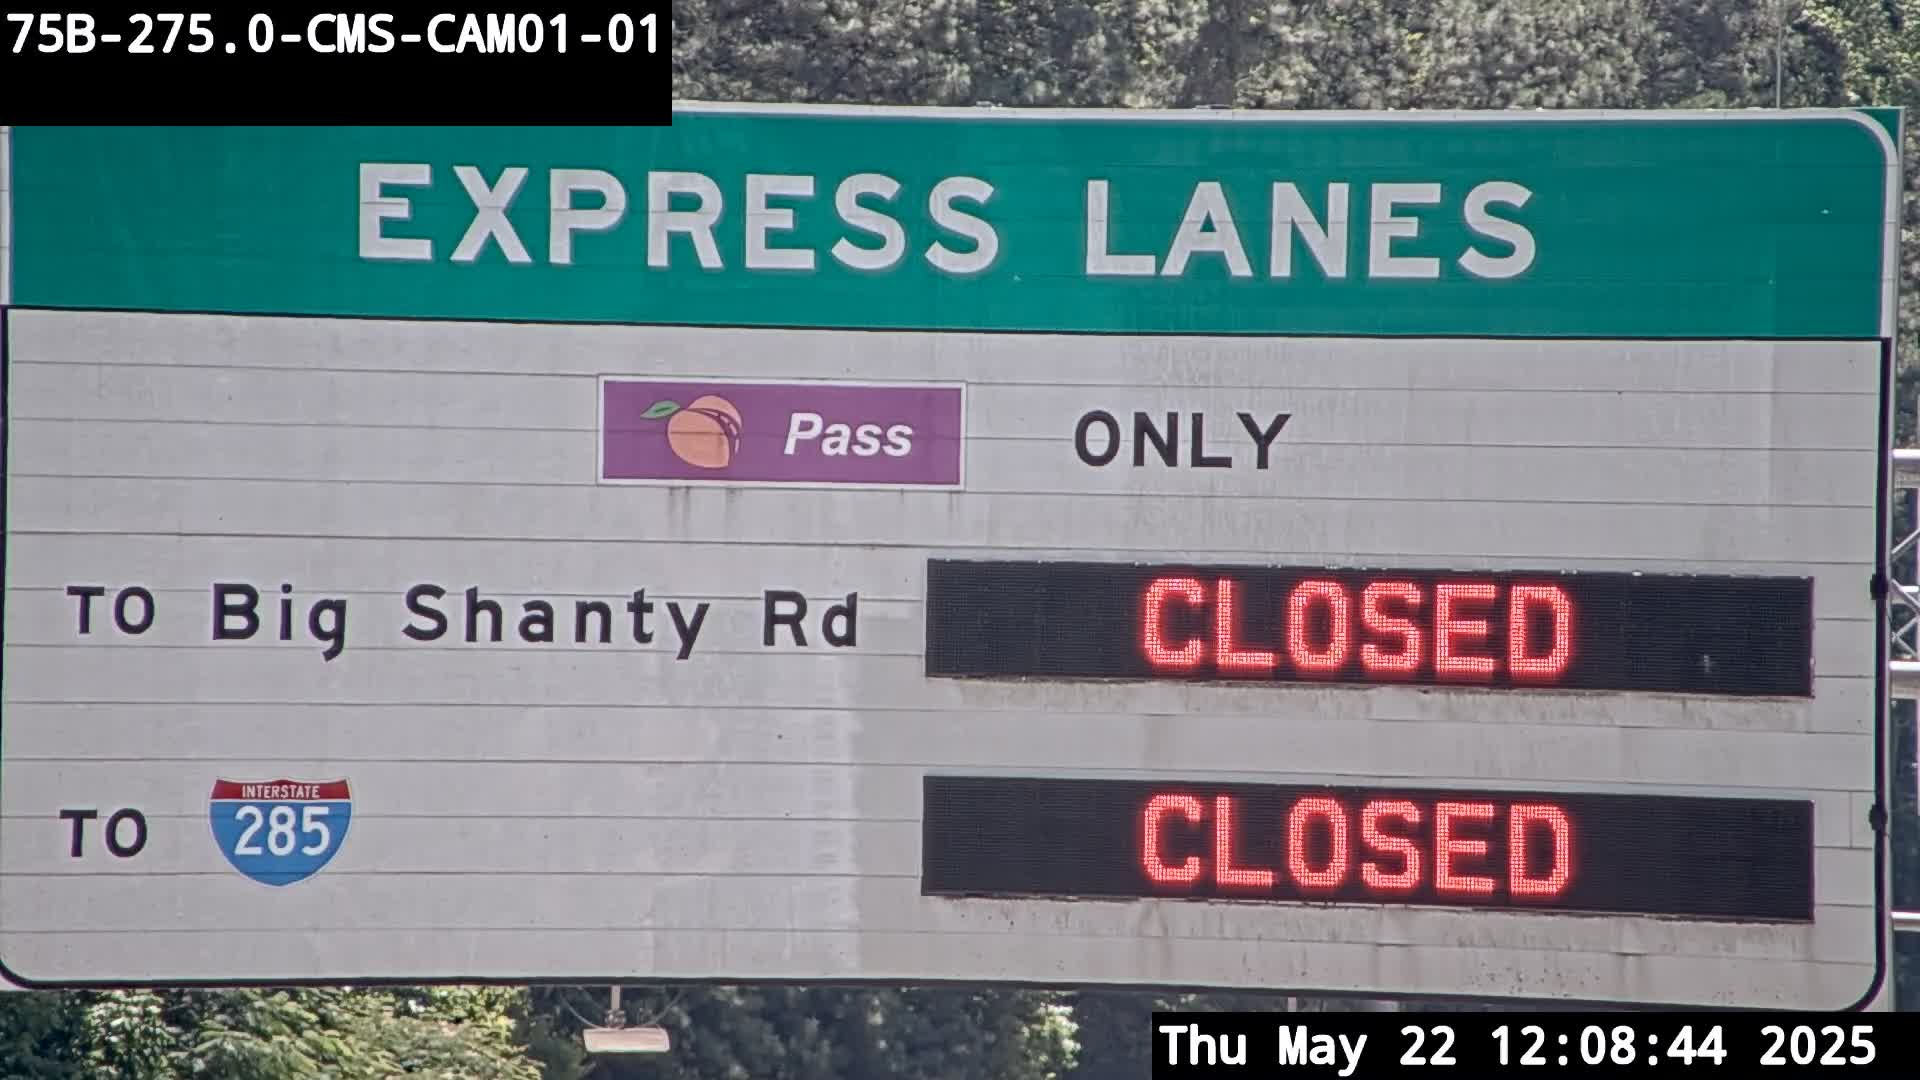 75B-275.0-CMS-CAM01-01
EXPRESS LANES
Pass ONLY
TO Big Shanty Rd CLOSED
TO INTERSTATE 285 CLOSED
Thu May 22 12:08:44 2025